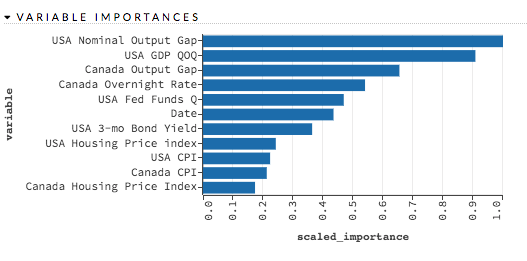 ▾ VARIABLE IMPORTANCES
variable
USA Nominal Output Gap
USA GDP QOQ
Canada Output Gap
Canada Overnight Rate
USA Fed Funds Q
Date
USA 3-mo Bond Yield
USA Housing Price index
USA CPI
Canada CPI
Canada Housing Price Index
0.0 0.1 0.2 0.3 0.4 0.5 0.6 0.7 0.8 0.9 1.0
scaled_importance